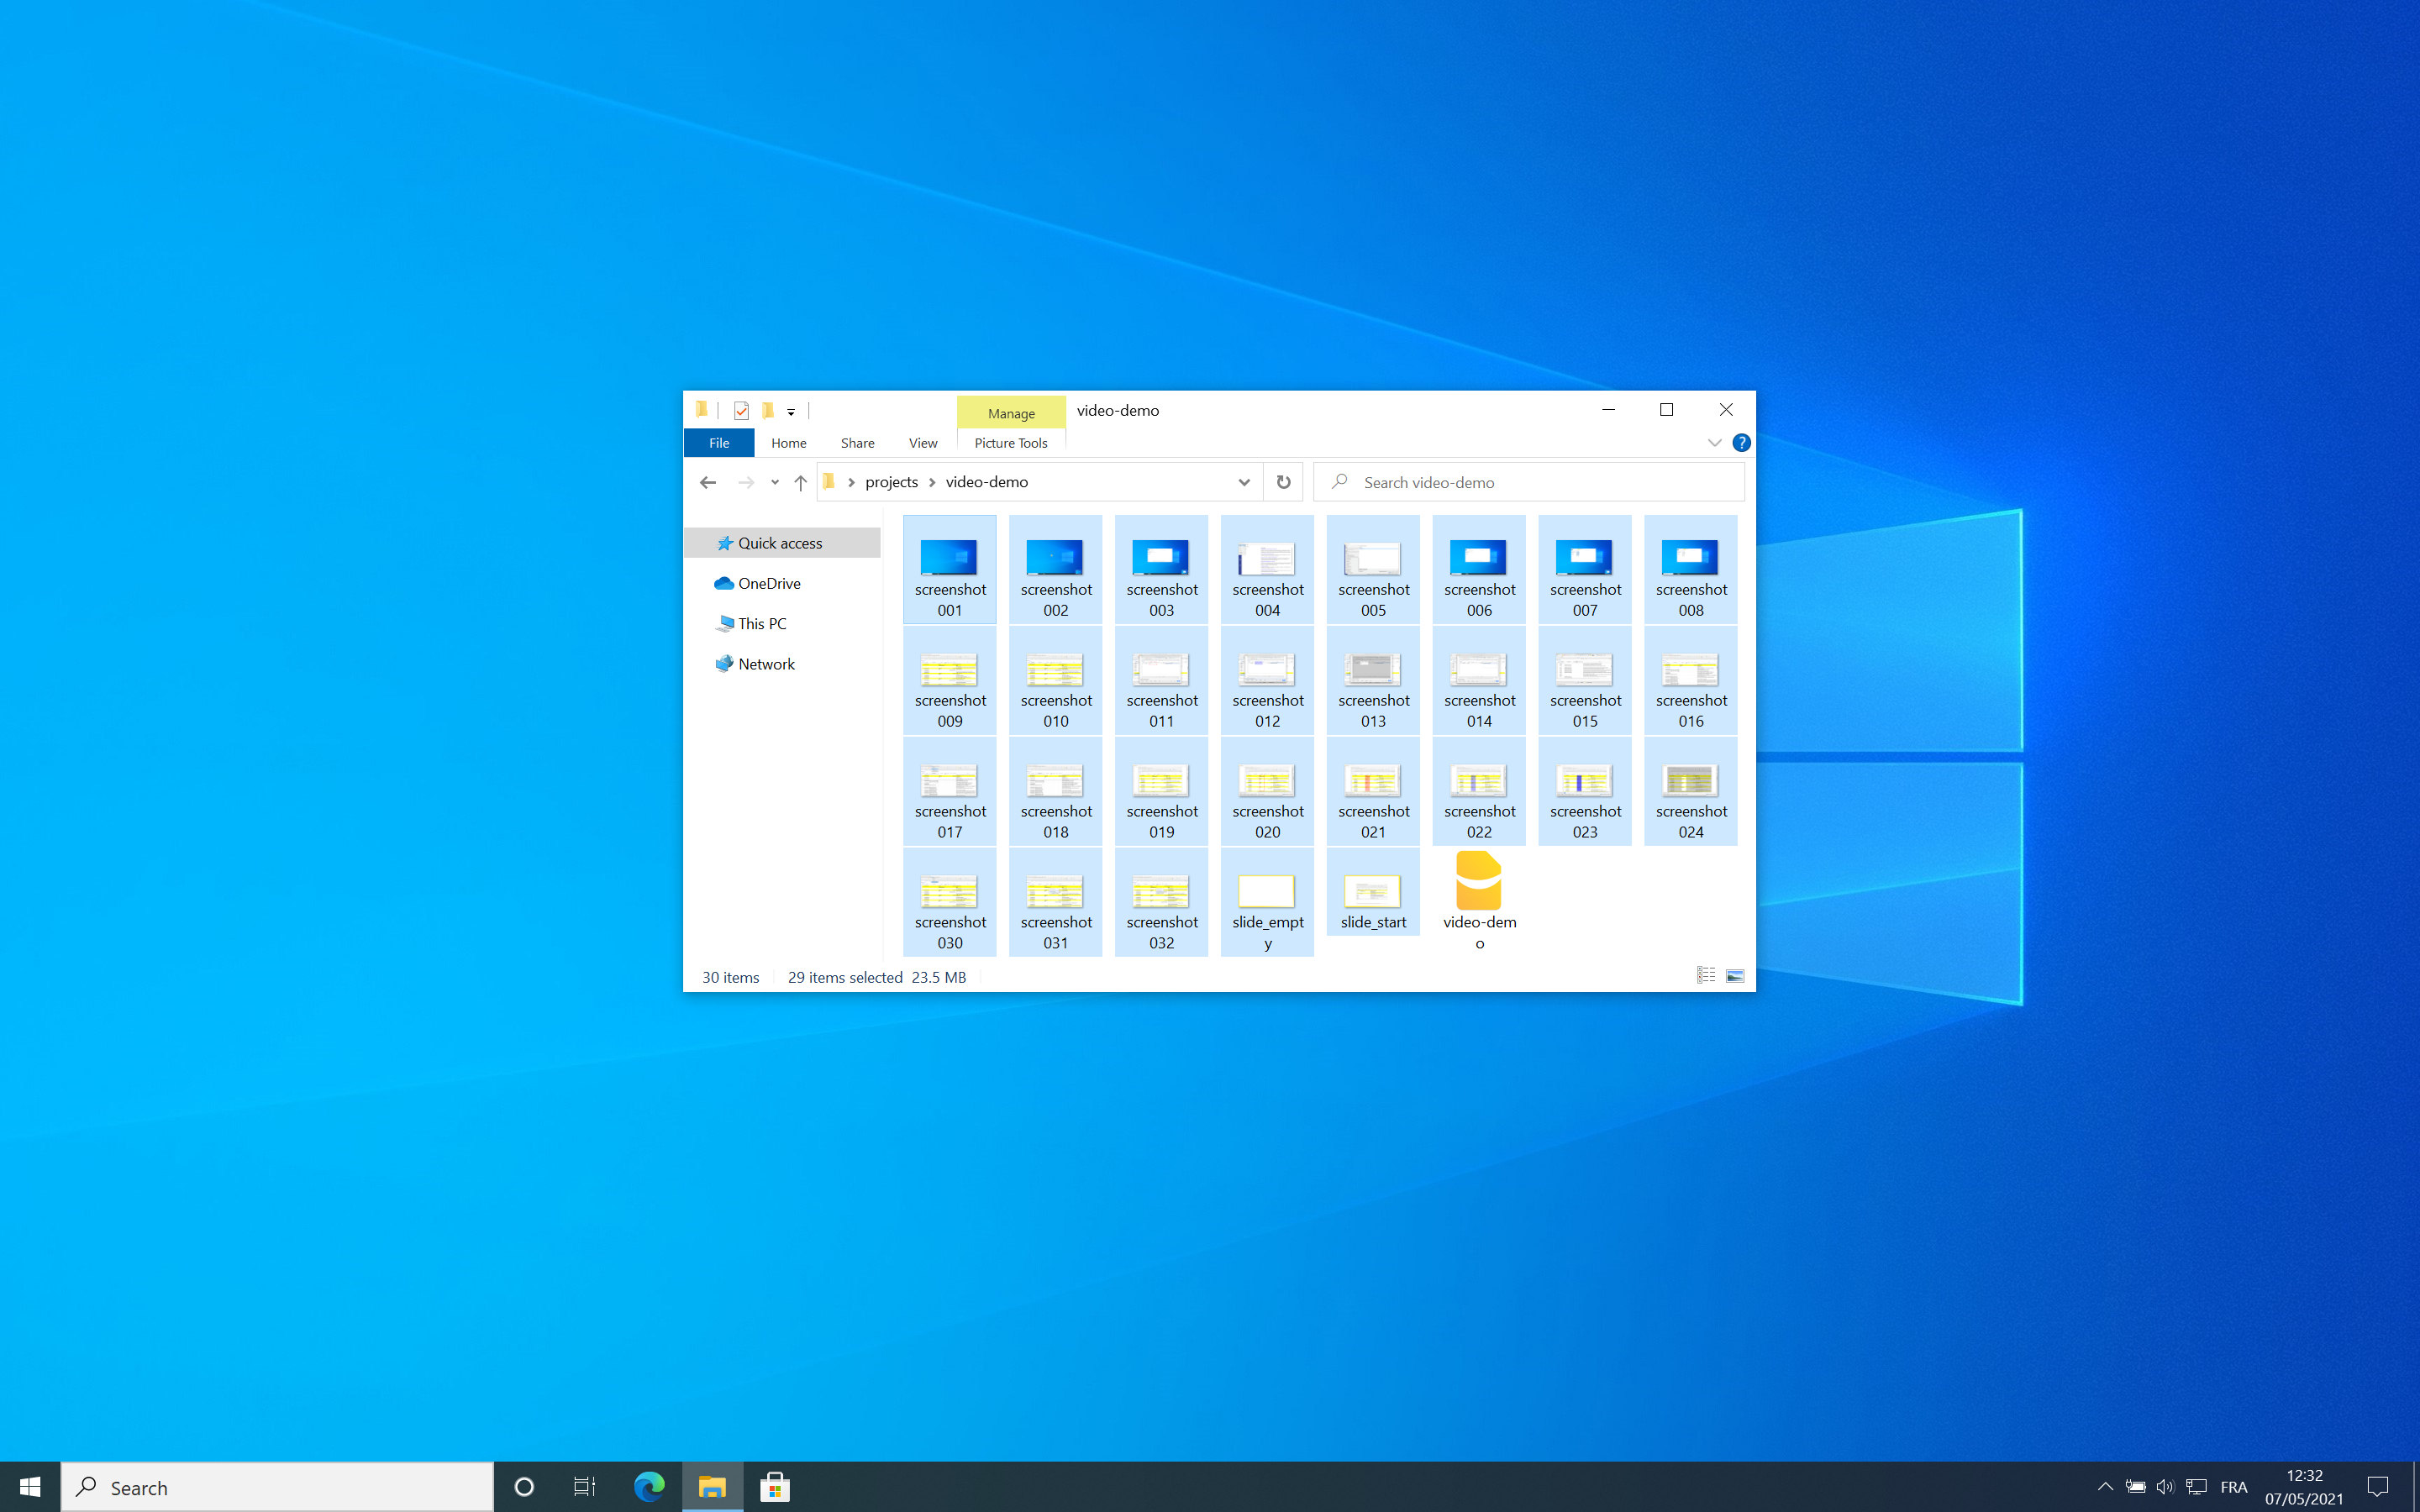 Manage
video-demo
File
Home
Share
View
Picture Tools
?
projects
video-demo
Search video-demo
Quick access
OneDrive
This PC
Network
screenshot
001
screenshot
002
screenshot
003
screenshot
004
screenshot
005
screenshot
006
screenshot
007
screenshot
008
screenshot
009
screenshot
010
screenshot
011
screenshot
012
screenshot
013
screenshot
014
screenshot
015
screenshot
016
screenshot
017
screenshot
018
screenshot
019
screenshot
020
screenshot
021
screenshot
022
screenshot
023
screenshot
024
screenshot
030
screenshot
031
screenshot
032
slide_empt
y
slide_start
video-dem
o
30 items
29 items selected 23.5 MB
Search
FRA
12:32
07/05/2021